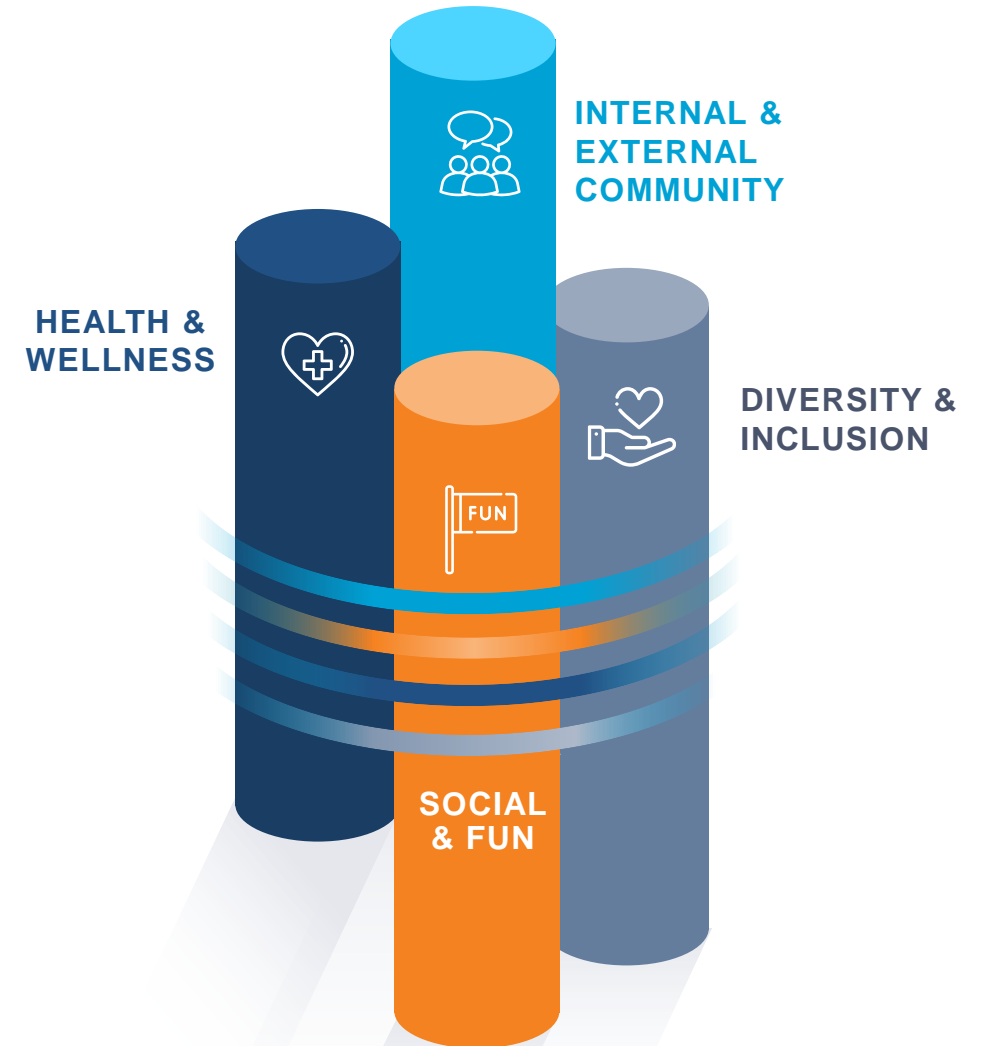 INTERNAL &
EXTERNAL
COMMUNITY
HEALTH &
WELLNESS
DIVERSITY &
INCLUSION
FUN
SOCIAL
& FUN